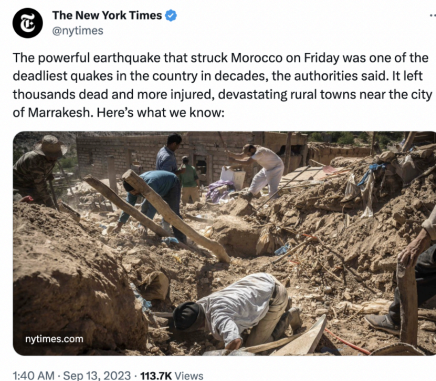 The New York Times
@nytimes
The powerful earthquake that struck Morocco on Friday was one of the
deadliest quakes in the country in decades, the authorities said. It left
thousands dead and more injured, devastating rural towns near the city
of Marrakesh. Here’s what we know:
nytimes.com
1:40 AM · Sep 13, 2023 · 113.7K Views